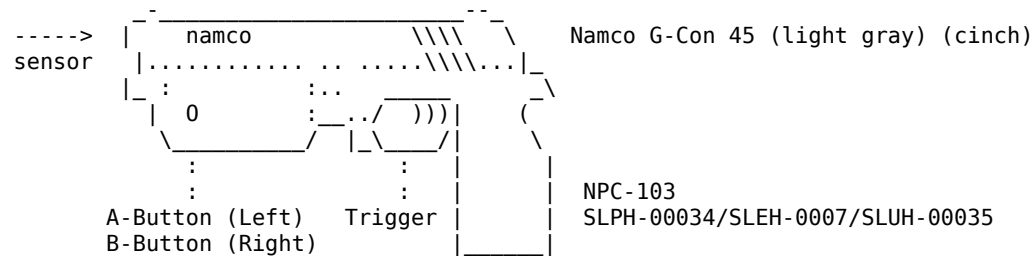 -----> namco Namco G-Con 45 (light gray) (cinch)
sensor
O
NPC-103
A-Button (Left) Trigger SLPH-00034/SLEH-0007/SLUH-00035
B-Button (Right)